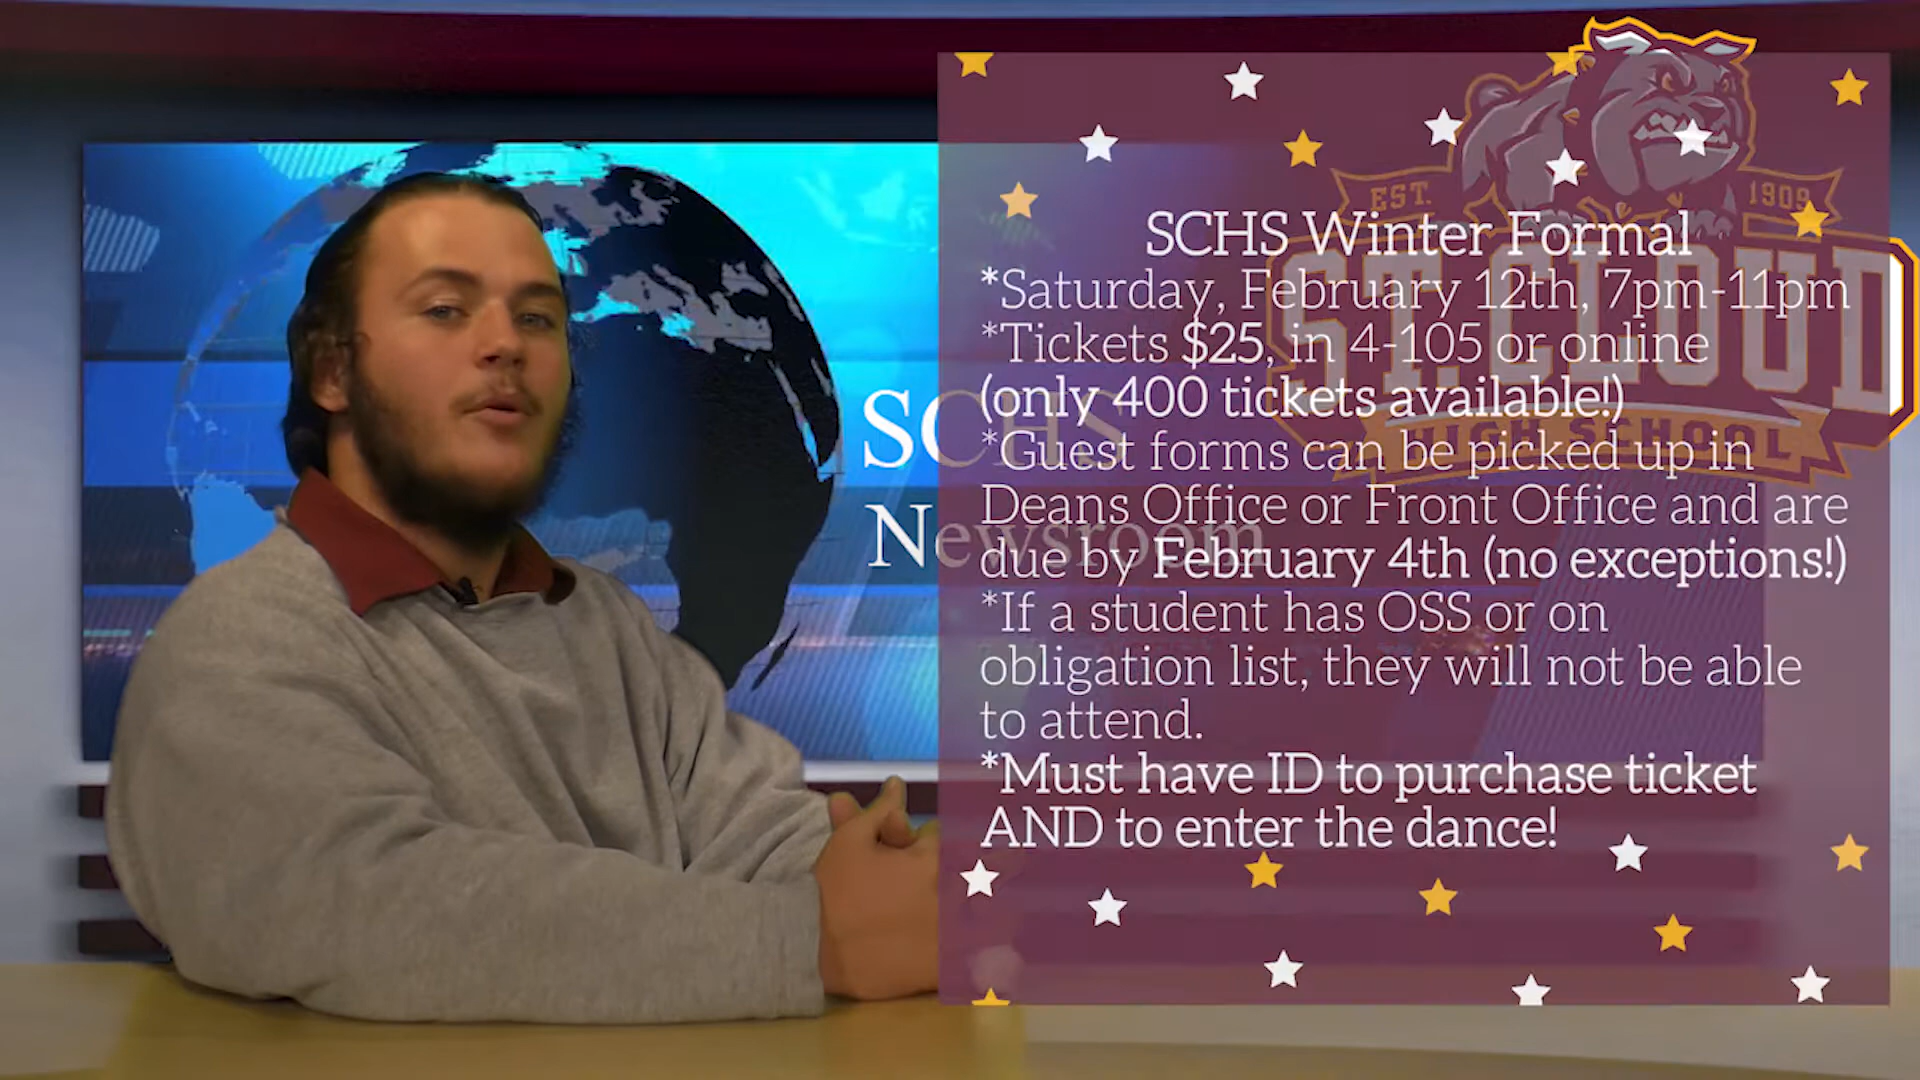 EST. 1909
SCHS Winter Formal
*Saturday, February 12th, 7pm-11pm
*Tickets $25, in 4-105 or online
(only 400 tickets available!)
*Guest forms can be picked up in
Deans Office or Front Office and are
due by February 4th (no exceptions!)
*If a student has OSS or on
obligation list, they will not be able
to attend.
*Must have ID to purchase ticket
AND to enter the dance!
ST. CLOUD
HIGH SCHOOL
SCHS
Newsroom